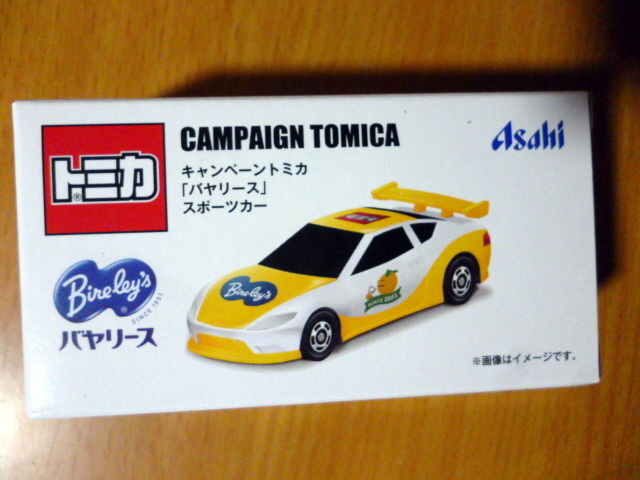 CAMPAIGN TOMICA
Asahi
トミカ®
キャンペーントミカ
「バヤリース」
スポーツカー
Bireley's
SINCE 1951
バヤリース
Bireley's
SINCE 1951
※画像はイメージです。